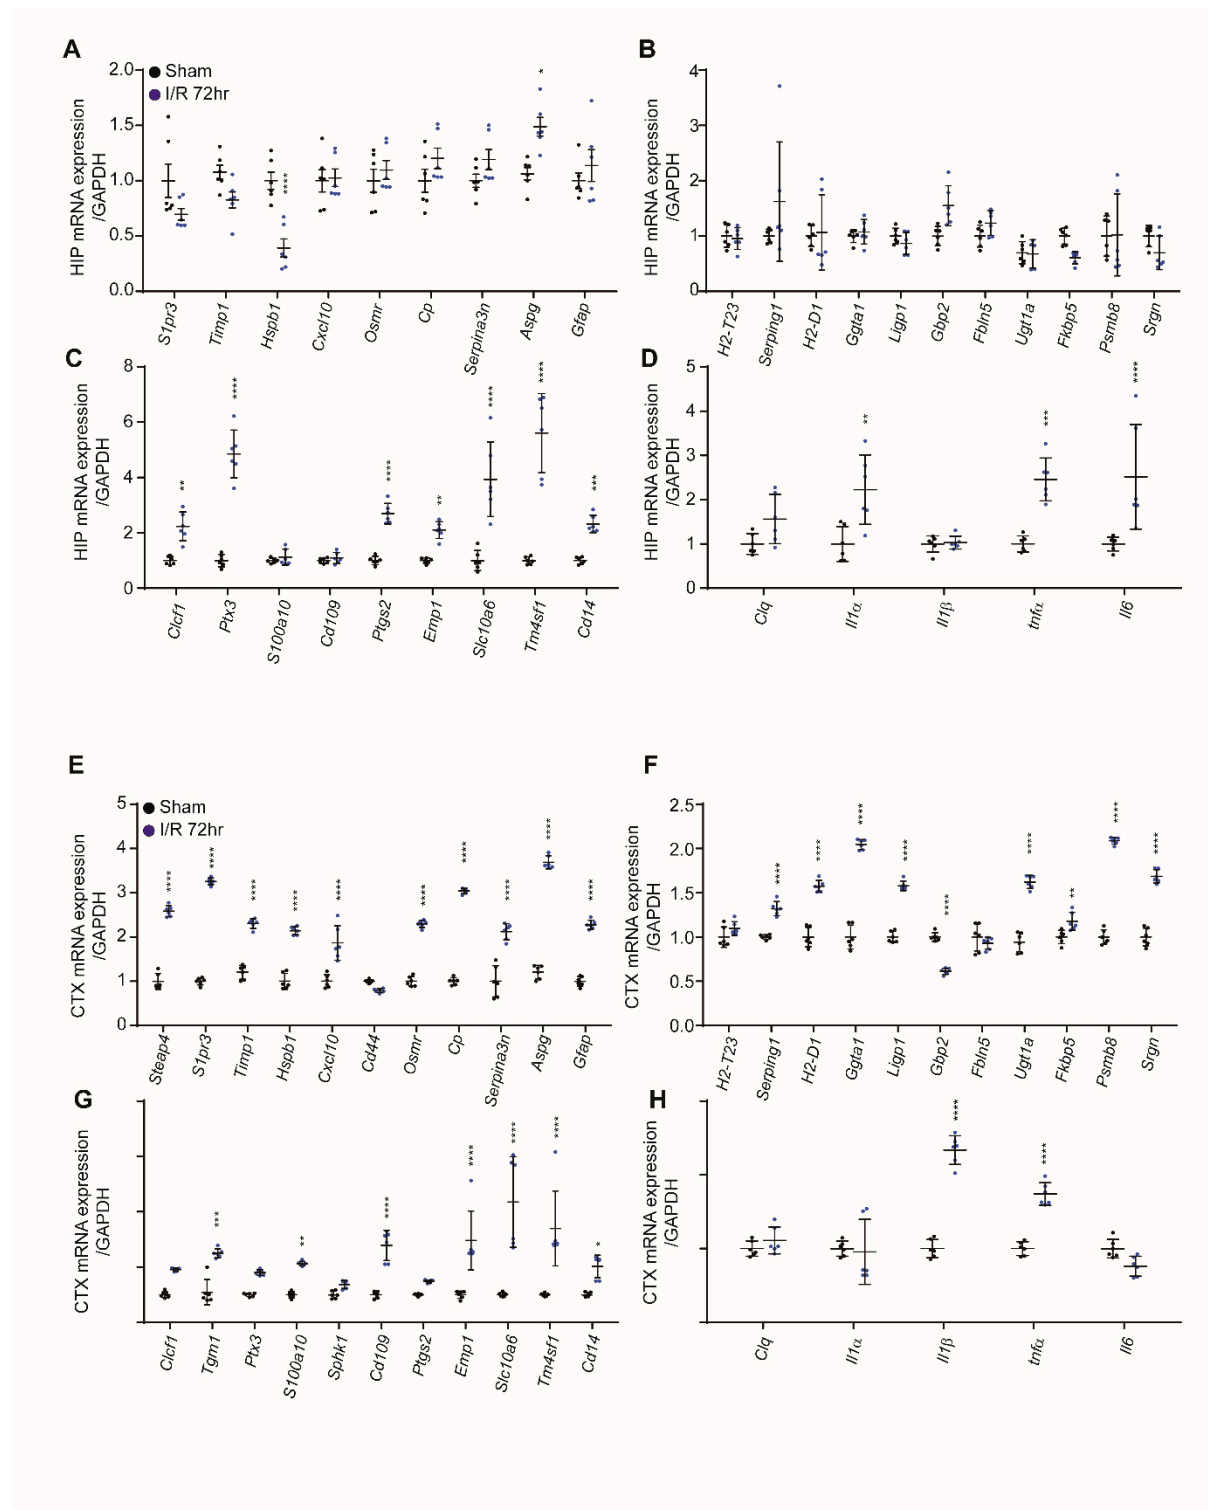 A
2.0
1.5
1.0
0.5
0.0
HIP mRNA expression
/GAPDH
Sham
I/R 72hr
****
*
S1pr3
Timp1
Hspb1
Cxcl10
Osmr
Cp
Serpina3n
Aspg
Gfap
B
4
3
2
1
0
HIP mRNA expression
/GAPDH
H2-T23
Serping1
H2-D1
Ggta1
Ligp1
Gbp2
Fbln5
Ugt1a
Fkbp5
Psmb8
Srgn
C
8
6
4
2
0
HIP mRNA expression
/GAPDH
**
****
****
**
****
****
***
Clcf1
Ptx3
S100a10
Cd109
Ptgs2
Emp1
Slc10a6
Tm4sf1
Cd14
D
5
4
3
2
1
0
HIP mRNA expression
/GAPDH
**
***
****
Clq
Il1α
Il1β
tnfα
Il6
E
5
4
3
2
1
0
CTX mRNA expression
/GAPDH
Sham
I/R 72hr
****
****
****
****
****
****
****
****
****
****
Steap4
S1pr3
Timp1
Hspb1
Cxcl10
Cd44
Osmr
Cp
Serpina3n
Aspg
Gfap
F
2.5
2.0
1.5
1.0
0.5
0.0
CTX mRNA expression
/GAPDH
****
****
****
****
****
****
**
****
****
H2-T23
Serping1
H2-D1
Ggta1
Ligp1
Gbp2
Fbln5
Ugt1a
Fkbp5
Psmb8
Srgn
G
CTX mRNA expression
/GAPDH
***
**
****
****
****
****
*
Clcf1
Tgm1
Ptx3
S100a10
Sphk1
Cd109
Ptgs2
Emp1
Slc10a6
Tm4sf1
Cd14
H
CTX mRNA expression
/GAPDH
****
****
Clq
Il1α
Il1β
tnfα
Il6